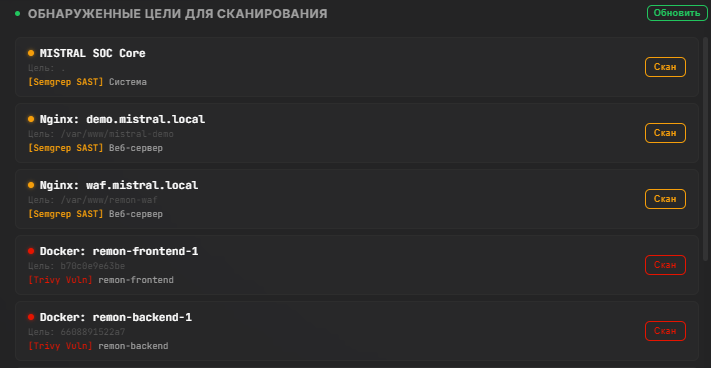 ОБНАРУЖЕННЫЕ ЦЕЛИ ДЛЯ СКАНИРОВАНИЯ
Обновить
MISTRAL SOC Core
Цель: .
[Semgrep SAST] Система
Скан
Nginx: demo.mistral.local
Цель: /var/www/mistral-demo
[Semgrep SAST] Веб-сервер
Скан
Nginx: waf.mistral.local
Цель: /var/www/remon-waf
[Semgrep SAST] Веб-сервер
Скан
Docker: remon-frontend-1
Цель: b70c0e9e63be
[Trivy Vuln] remon-frontend
Скан
Docker: remon-backend-1
Цель: 6608891522a7
[Trivy Vuln] remon-backend
Скан